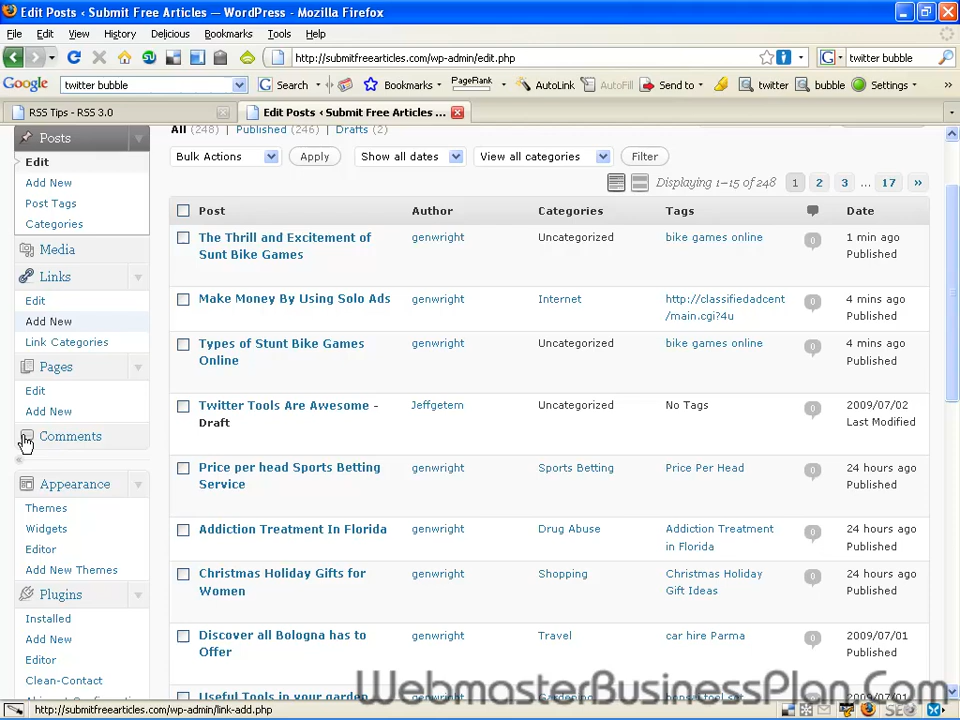 Edit Posts ‹ Submit Free Articles — WordPress - Mozilla Firefox
File Edit View History Delicious Bookmarks Tools Help
http://submitfreearticles.com/wp-admin/edit.php
twitter bubble
Google twitter bubble Search Bookmarks PageRank AutoLink AutoFill Send to twitter bubble Settings
RSS Tips - RSS 3.0 Edit Posts ‹ Submit Free Articles ...
All (248) Published (246) Drafts (2)
Bulk Actions Apply Show all dates View all categories Filter
Displaying 1–15 of 248 1 2 3 ... 17 »
Posts
Edit
Add New
Post Tags
Categories
Media
Links
Edit
Add New
Link Categories
Pages
Edit
Add New
Comments
Appearance
Themes
Widgets
Editor
Add New Themes
Plugins
Installed
Add New
Editor
Clean-Contact
Post Author Categories Tags Date
The Thrill and Excitement of genwright Uncategorized bike games online 0 1 min ago
Sunt Bike Games Published
Make Money By Using Solo Ads genwright Internet http://classifiedadcent 0 4 mins ago
/main.cgi?4u Published
Types of Stunt Bike Games genwright Uncategorized bike games online 0 4 mins ago
Online Published
Twitter Tools Are Awesome - Jeffgetem Uncategorized No Tags 0 2009/07/02
Draft Last Modified
Price per head Sports Betting genwright Sports Betting Price Per Head 0 24 hours ago
Service Published
Addiction Treatment In Florida genwright Drug Abuse Addiction Treatment 0 24 hours ago
in Florida Published
Christmas Holiday Gifts for genwright Shopping Christmas Holiday 0 24 hours ago
Women Gift Ideas Published
Discover all Bologna has to genwright Travel car hire Parma 0 2009/07/01
Offer Published
Useful Tools in your garden
WebmasterBusinessPlan.Com
http://submitfreearticles.com/wp-admin/link-add.php